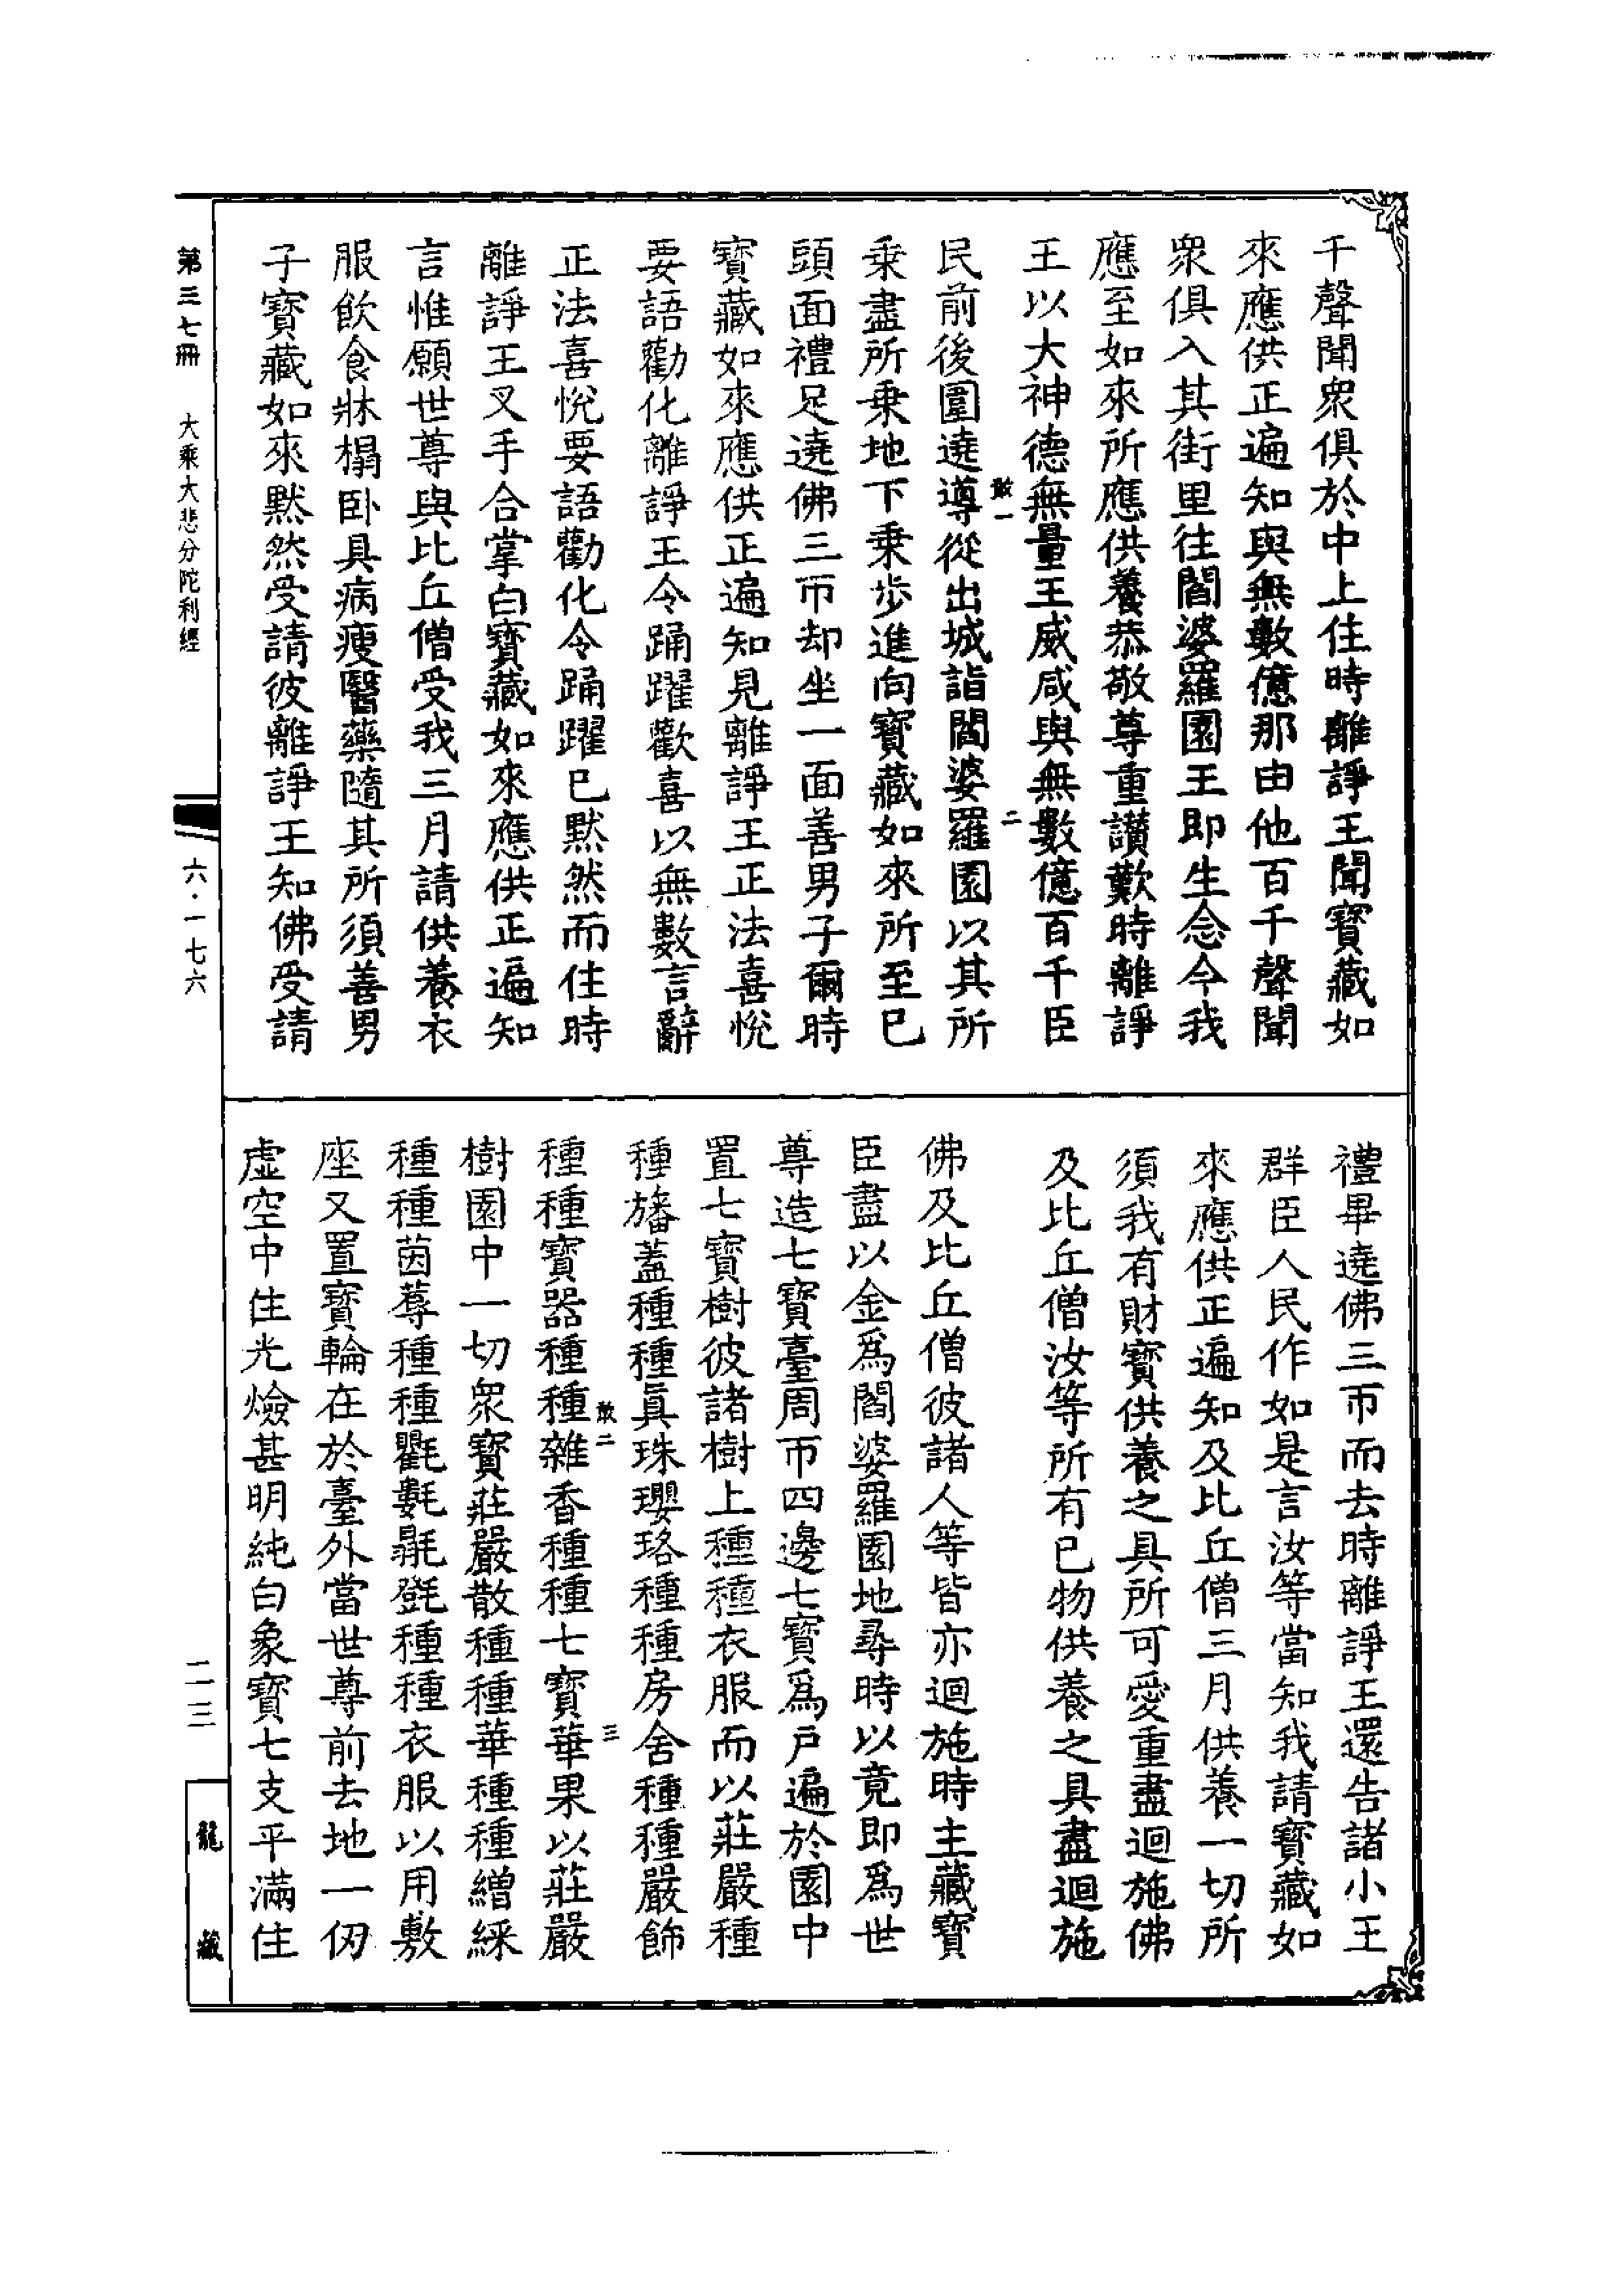 千聲聞衆俱於中上住時離諍王聞寶藏如
來應供正遍知與無數億那由他百千聲聞
衆俱入其街里往閻婆羅園王即生念今我
應至如來所應供養恭敬尊重讃歎時離諍
王以大神德無量王威咸與無數億百千臣
民前後圍遶導從出城詣閻婆羅園以其所
乗盡所乗地下乗步進向寶藏如來所至已
頭面禮足遶佛三帀却坐一面善男子爾時
寶藏如來應供正遍知見離諍王正法喜悅
要語勸化離諍王令踊躍歡喜以無數言辭
正法喜悅要語勸化令踊躍已默然而住時
離諍王叉手合掌白寶藏如來應供正遍知
言惟願世尊與比丘僧受我三月請供養衣
服飲食牀榻卧具病瘦醫藥隨其所須善男
子寶藏如來默然受請彼離諍王知佛受請
禮畢遶佛三帀而去時離諍王還告諸小王
群臣人民作如是言汝等當知我請寶藏如
來應供正遍知及比丘僧三月供養一切所
須我有財寶供養之具所可愛重盡迴施佛
及比丘僧汝等所有已物供養之具盡迴施
佛及比丘僧彼諸人等皆亦迴施時主藏寶
臣盡以金爲閻婆羅園地尋時以竟即爲世
尊造七寶臺周帀四邊七寶爲戶遍於園中
置七寶樹彼諸樹上種種衣服而以莊嚴種
種旛蓋種種眞珠瓔珞種種房舍種種嚴飾
種種寶器種種雜香種種七寶華果以莊嚴
樹園中一切衆寶莊嚴散種種華種種繒綵
種種茵蓐種種氍毹毾㲪種種衣服以用敷
座又置寶輪在於臺外當世尊前去地一仞
虛空中住光燄甚明純白象寶七支平滿住
第三七冊 大乘大悲分陀利經
六·一七六
二三
龍藏
散一
二
散二
三